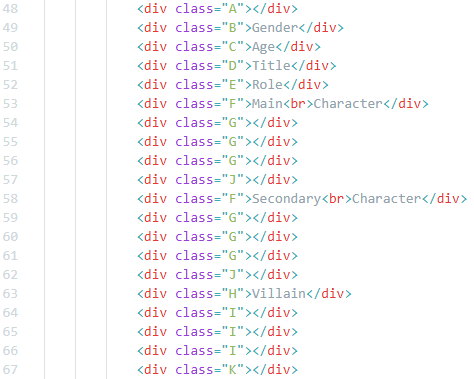 48 <div class="A"></div>
49 <div class="B">Gender</div>
50 <div class="C">Age</div>
51 <div class="D">Title</div>
52 <div class="E">Role</div>
53 <div class="F">Main<br>Character</div>
54 <div class="G"></div>
55 <div class="G"></div>
56 <div class="G"></div>
57 <div class="J"></div>
58 <div class="F">Secondary<br>Character</div>
59 <div class="G"></div>
60 <div class="G"></div>
61 <div class="G"></div>
62 <div class="J"></div>
63 <div class="H">Villain</div>
64 <div class="I"></div>
65 <div class="I"></div>
66 <div class="I"></div>
67 <div class="K"></div>